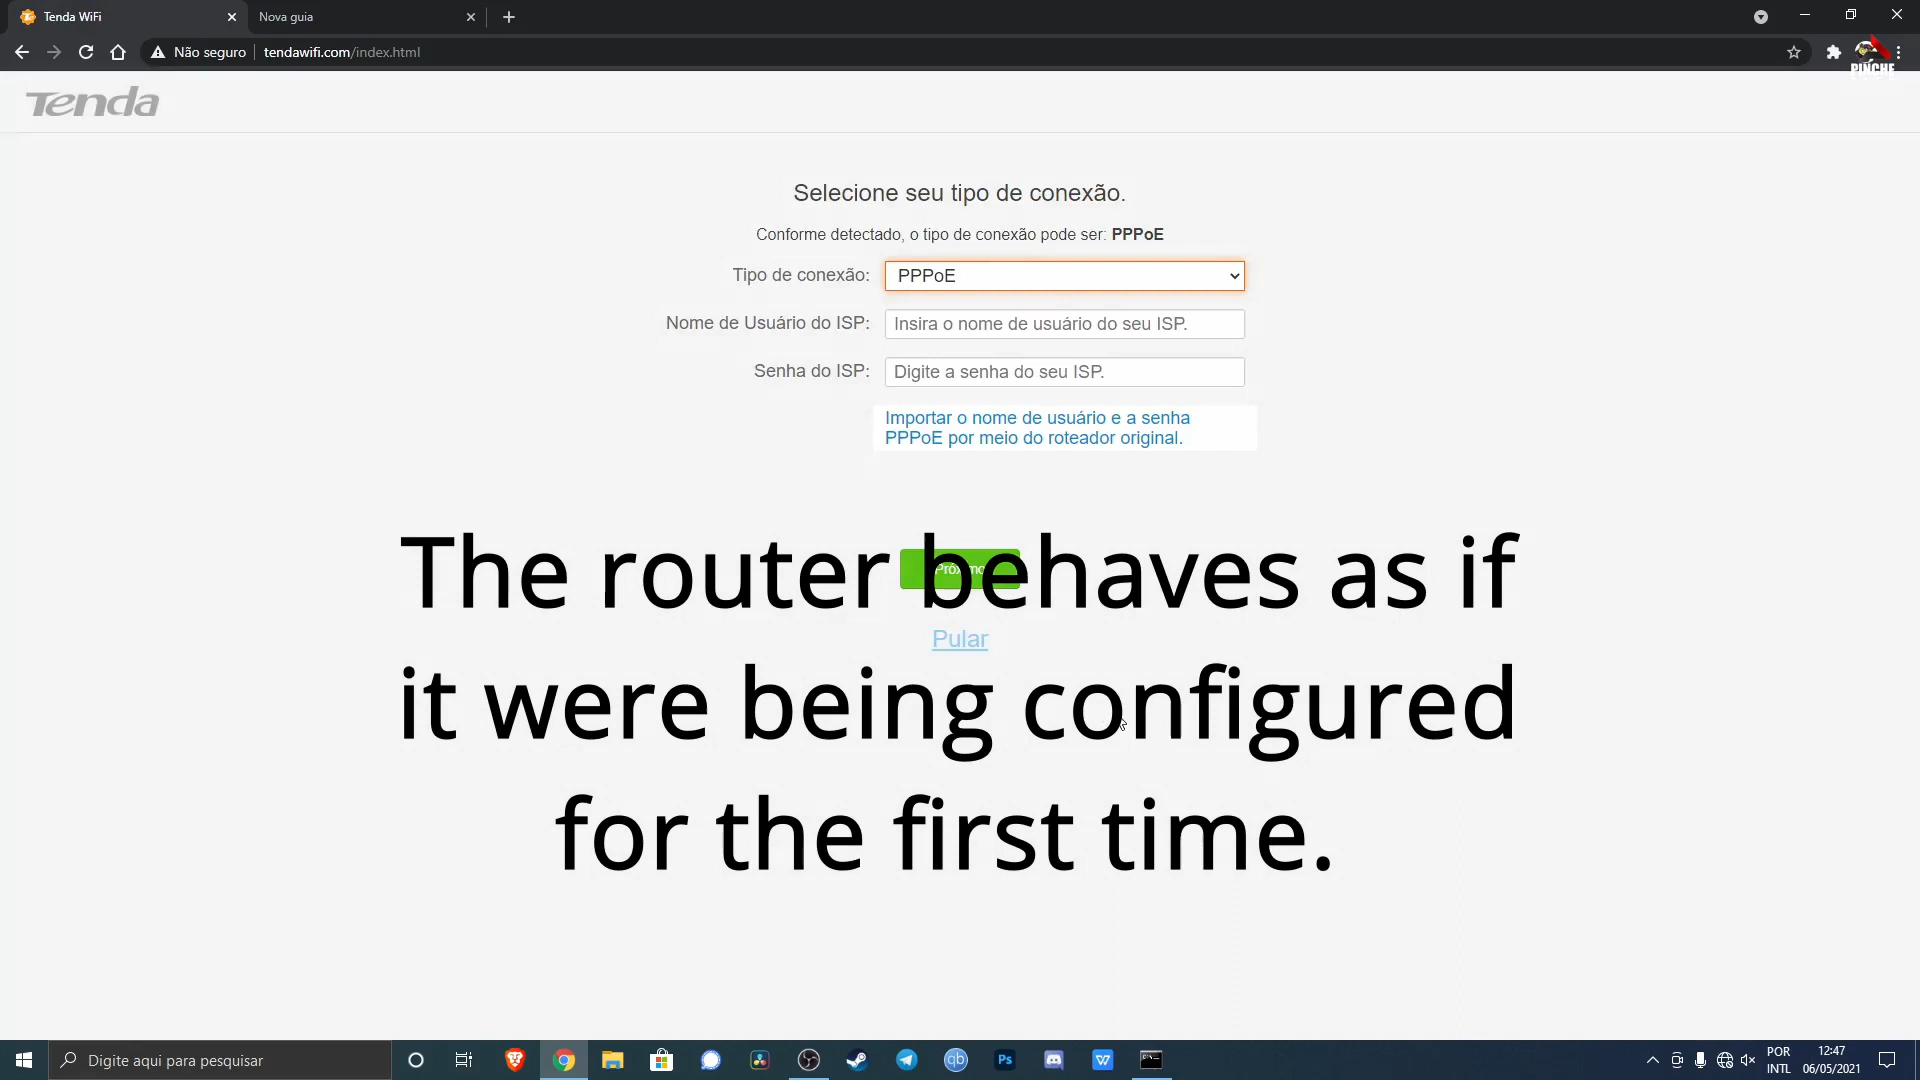 Tenda WiFi
Nova guia
Não seguro
tendawifi.com/index.html
PINCHE
Tenda
Selecione seu tipo de conexão.
Conforme detectado, o tipo de conexão pode ser: PPPoE
Tipo de conexão: PPPoE
Nome de Usuário do ISP: Insira o nome de usuário do seu ISP.
Senha do ISP: Digite a senha do seu ISP.
Importar o nome de usuário e a senha
PPPoE por meio do roteador original.
Próximo
The router behaves as if
Pular
it were being configured
for the first time.
Digite aqui para pesquisar
qb
Ps
W
POR
INTL
12:47
06/05/2021